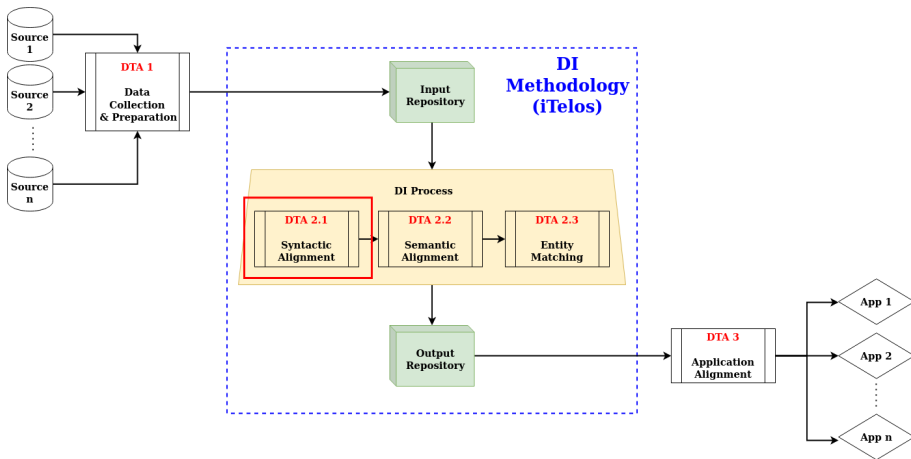 Source
1
Source
2
Source
n
DTA 1
Data
Collection
& Preparation
DI
Methodology
(iTelos)
Input
Repository
DI Process
DTA 2.1
Syntactic
Alignment
DTA 2.2
Semantic
Alignment
DTA 2.3
Entity
Matching
Output
Repository
DTA 3
Application
Alignment
App 1
App 2
App n